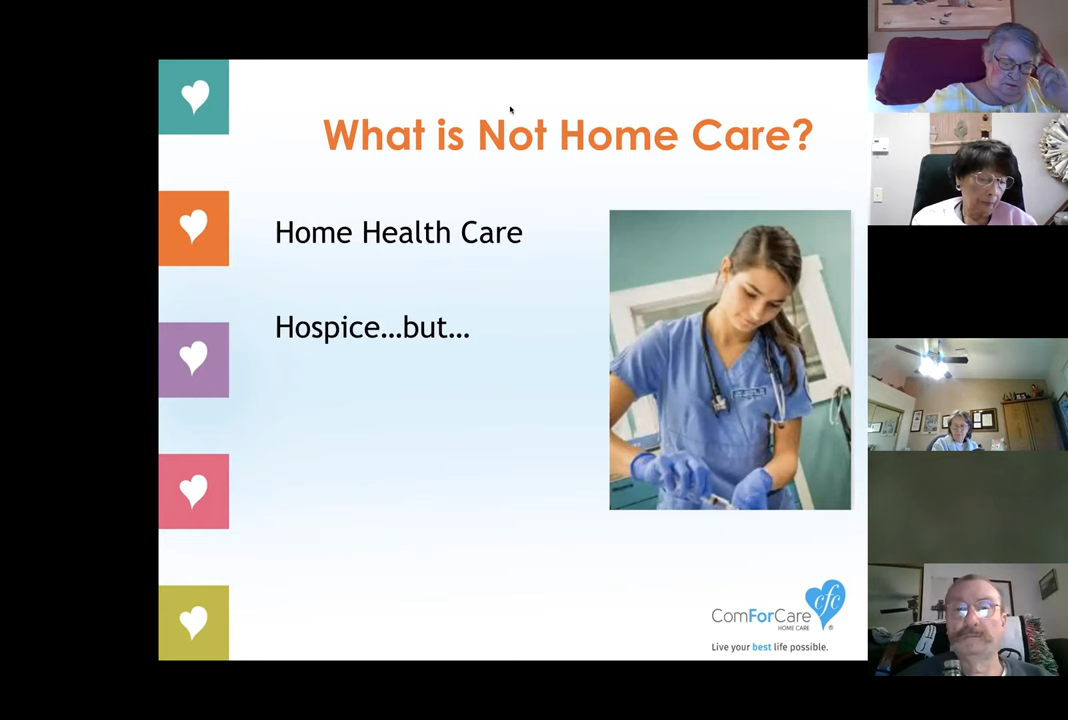 What is Not Home Care?
Home Health Care
Hospice...but...
ComForCare
HOME CARE
cfc
®
Live your best life possible.